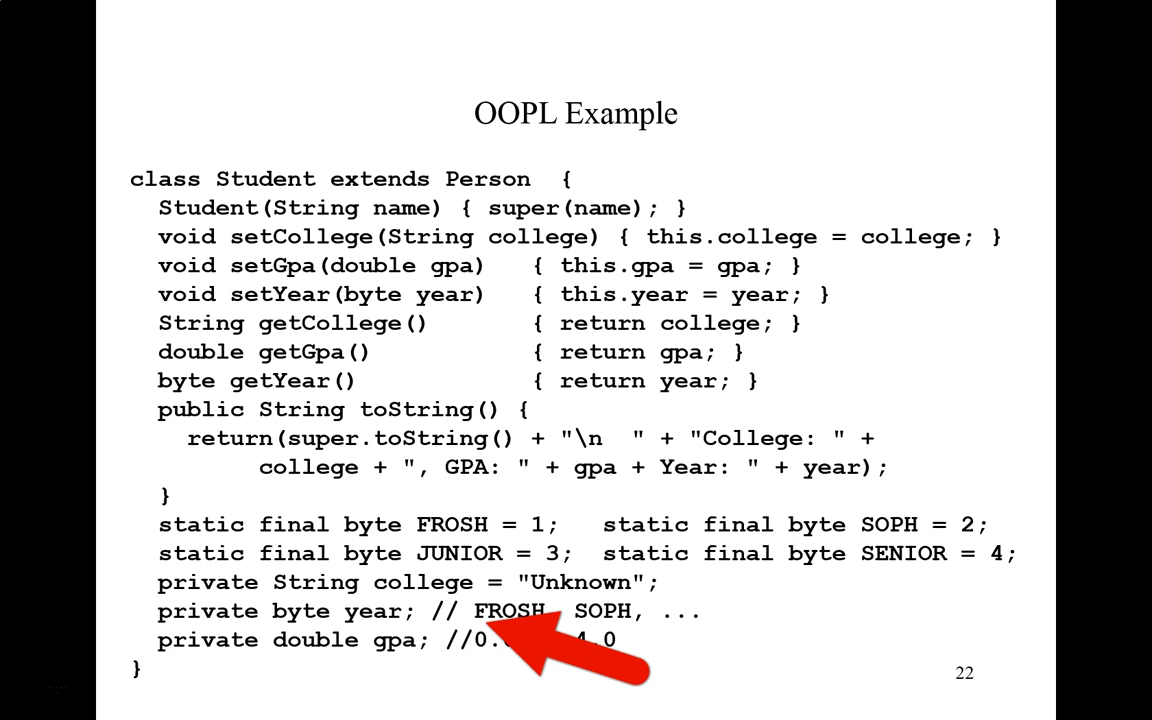 OOPL Example
class Student extends Person  {
  Student(String name) { super(name); }
  void setCollege(String college) { this.college = college; }
  void setGpa(double gpa)   { this.gpa = gpa; }
  void setYear(byte year)   { this.year = year; }
  String getCollege()       { return college; }
  double getGpa()           { return gpa; }
  byte getYear()            { return year; }
  public String toString() {
    return(super.toString() + "\n  " + "College: " +
         college + ", GPA: " + gpa + Year: " + year);
  }
  static final byte FROSH = 1;   static final byte SOPH = 2;
  static final byte JUNIOR = 3;  static final byte SENIOR = 4;
  private String college = "Unknown";
  private byte year; // FROSH  SOPH, ...
  private double gpa; //0.  4.0
}
22